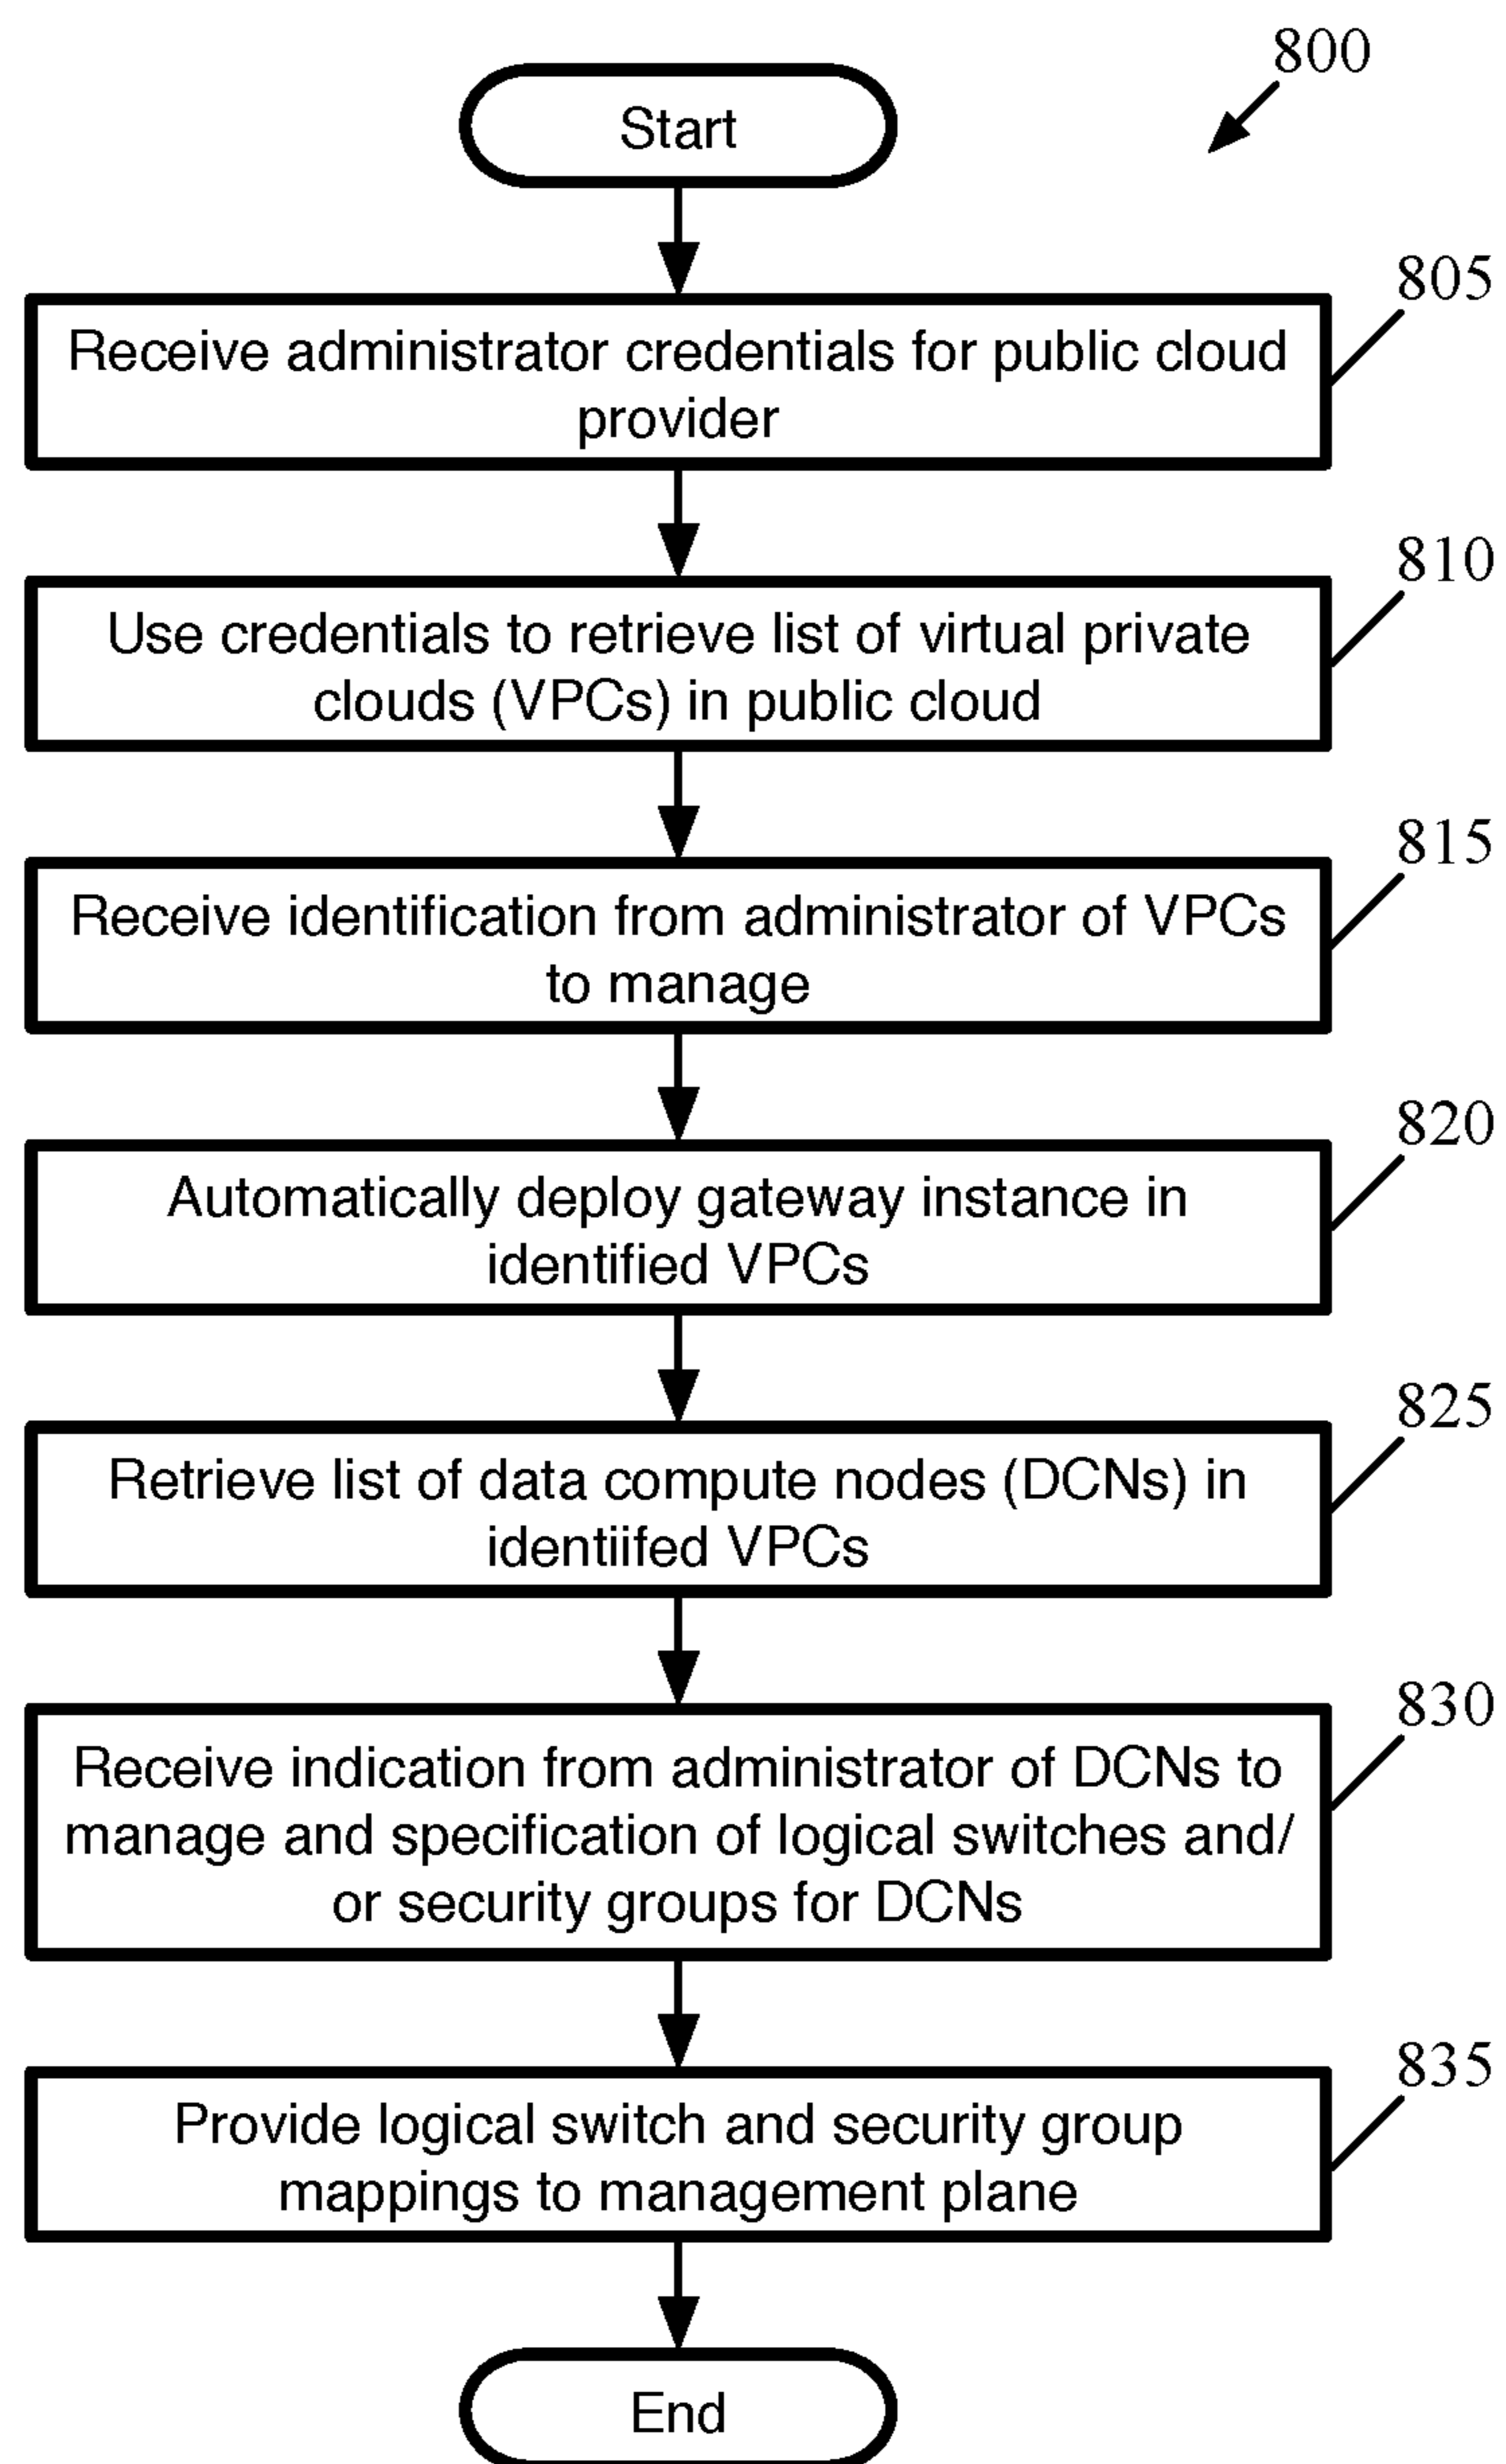 800
Start
805
Receive administrator credentials for public cloud
provider
810
Use credentials to retrieve list of virtual private
clouds (VPCs) in public cloud
815
Receive identification from administrator of VPCs
to manage
820
Automatically deploy gateway instance in
identified VPCs
825
Retrieve list of data compute nodes (DCNs) in
identiifed VPCs
830
Receive indication from administrator of DCNs to
manage and specification of logical switches and/
or security groups for DCNs
835
Provide logical switch and security group
mappings to management plane
End